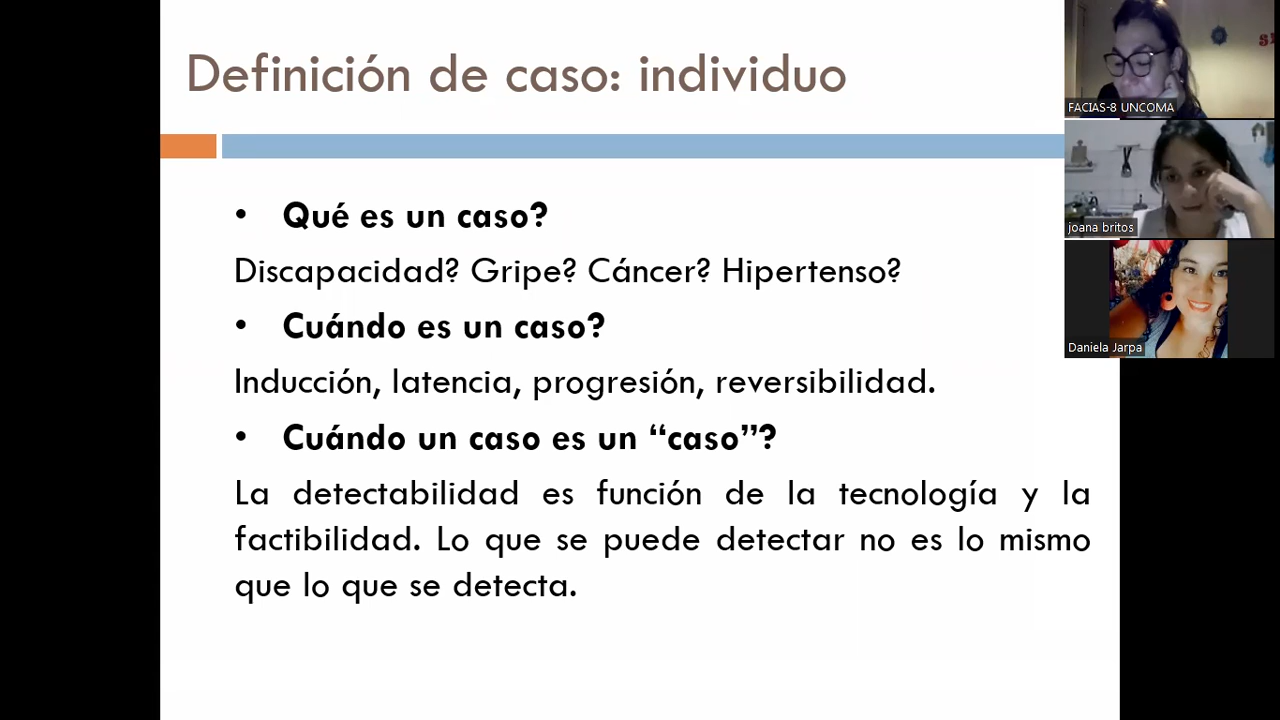 Definición de caso: individuo
• Qué es un caso?
Discapacidad? Gripe? Cáncer? Hipertenso?
• Cuándo es un caso?
Inducción, latencia, progresión, reversibilidad.
• Cuándo un caso es un “caso”?
La detectabilidad es función de la tecnología y la
factibilidad. Lo que se puede detectar no es lo mismo
que lo que se detecta.
FACIAS-8 UNCOMA
joana britos
Daniela Jarpa